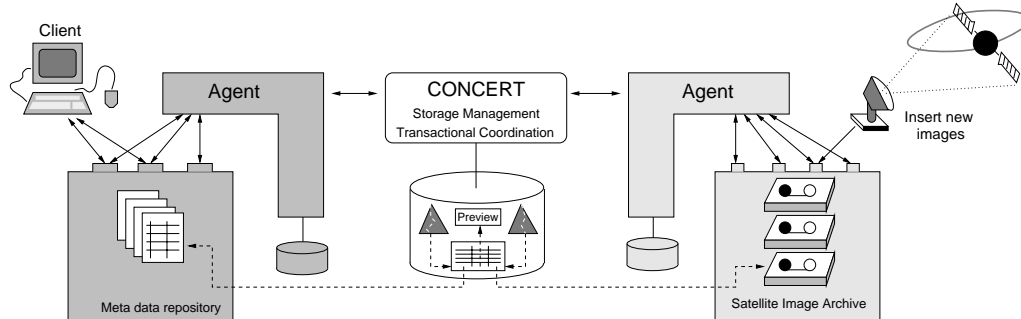 Client
Agent
CONCERT
Storage Management
Transactional Coordination
Agent
Insert new
images
Preview
Meta data repository
Satellite Image Archive